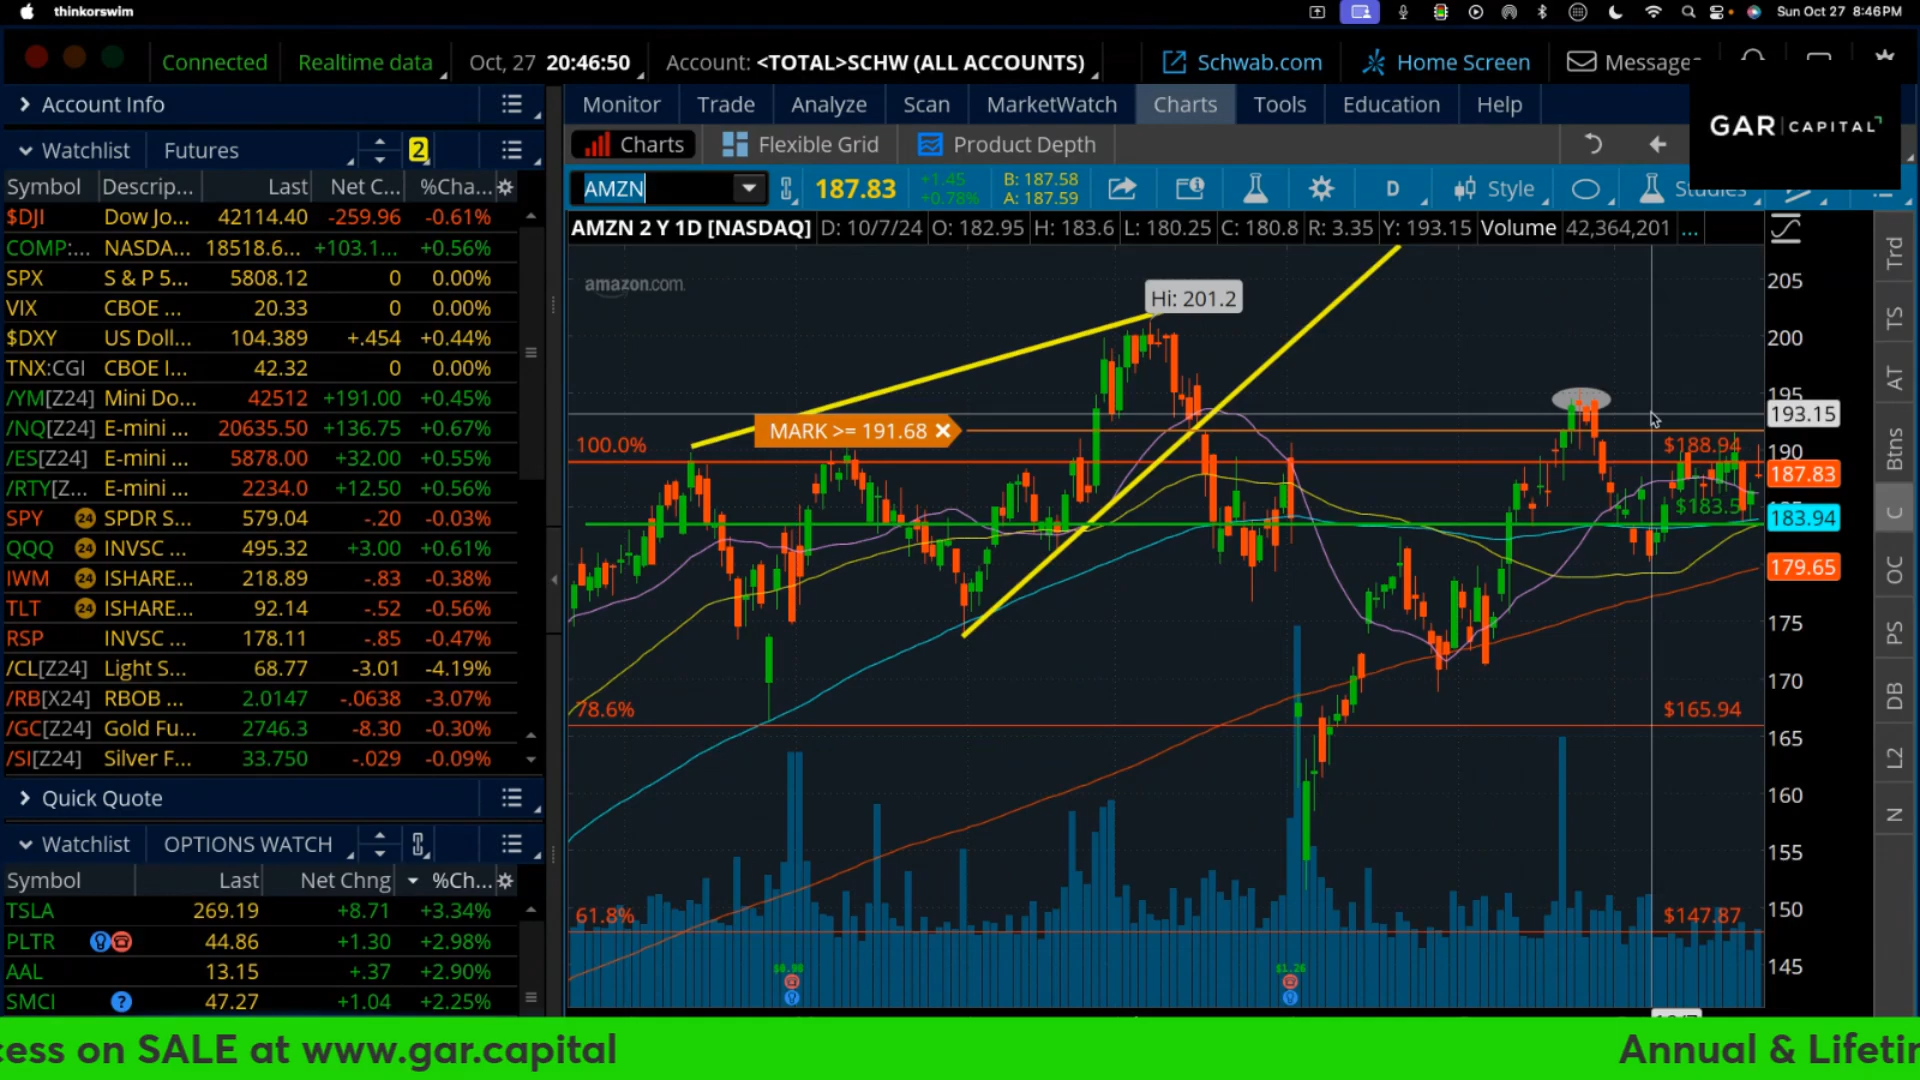 thinkorswim
Sun Oct 27 8:46PM
Connected
Realtime data
Oct, 27 20:46:50
Account: <TOTAL>SCHW (ALL ACCOUNTS)
Schwab.com
Home Screen
Account Info
Monitor Trade Analyze Scan MarketWatch Charts Tools Education Help
GAR CAPITAL
Watchlist Futures 2
Charts Flexible Grid Product Depth
Symbol Descrip... Last Net C... %Cha...
AMZN 187.83 +1.45 +0.78% B: 187.58 A: 187.59 D Style
$DJI Dow Jo... 42114.40 -259.96 -0.61%
AMZN 2 Y 1D [NASDAQ] D: 10/7/24 O: 182.95 H: 183.6 L: 180.25 C: 180.8 R: 3.35 Y: 193.15 Volume 42,364,201 ...
COMP:... NASDA... 18518.6... +103.1... +0.56%
SPX S & P 5... 5808.12 0 0.00%
VIX CBOE ... 20.33 0 0.00%
$DXY US Doll... 104.389 +.454 +0.44%
TNX:CGI CBOE I... 42.32 0 0.00%
/YM[Z24] Mini Do... 42512 +191.00 +0.45%
/NQ[Z24] E-mini ... 20635.50 +136.75 +0.67%
/ES[Z24] E-mini ... 5878.00 +32.00 +0.55%
/RTY[Z... E-mini ... 2234.0 +12.50 +0.56%
SPY 24 SPDR S... 579.04 -.20 -0.03%
QQQ 24 INVSC ... 495.32 +3.00 +0.61%
IWM 24 ISHARE... 218.89 -.83 -0.38%
TLT 24 ISHARE... 92.14 -.52 -0.56%
RSP INVSC ... 178.11 -.85 -0.47%
/CL[Z24] Light S... 68.77 -3.01 -4.19%
/RB[X24] RBOB ... 2.0147 -.0638 -3.07%
/GC[Z24] Gold Fu... 2746.3 -8.30 -0.30%
/SI[Z24] Silver F... 33.750 -.029 -0.09%
Quick Quote
Watchlist OPTIONS WATCH
Symbol Last Net Chng %Ch...
TSLA 269.19 +8.71 +3.34%
PLTR 44.86 +1.30 +2.98%
AAL 13.15 +.37 +2.90%
SMCI 47.27 +1.04 +2.25%
amazon.com
Hi: 201.2
MARK >= 191.68
100.0%
$188.94
78.6%
$165.94
61.8%
$147.87
$0.98
$1.26
205
200
195
193.15
190
187.83
183.94
179.65
175
170
165
160
155
150
145
Trd
TS
AT
Btns
C
OC
PS
DB
L2
N
cess on SALE at www.gar.capital
Annual &